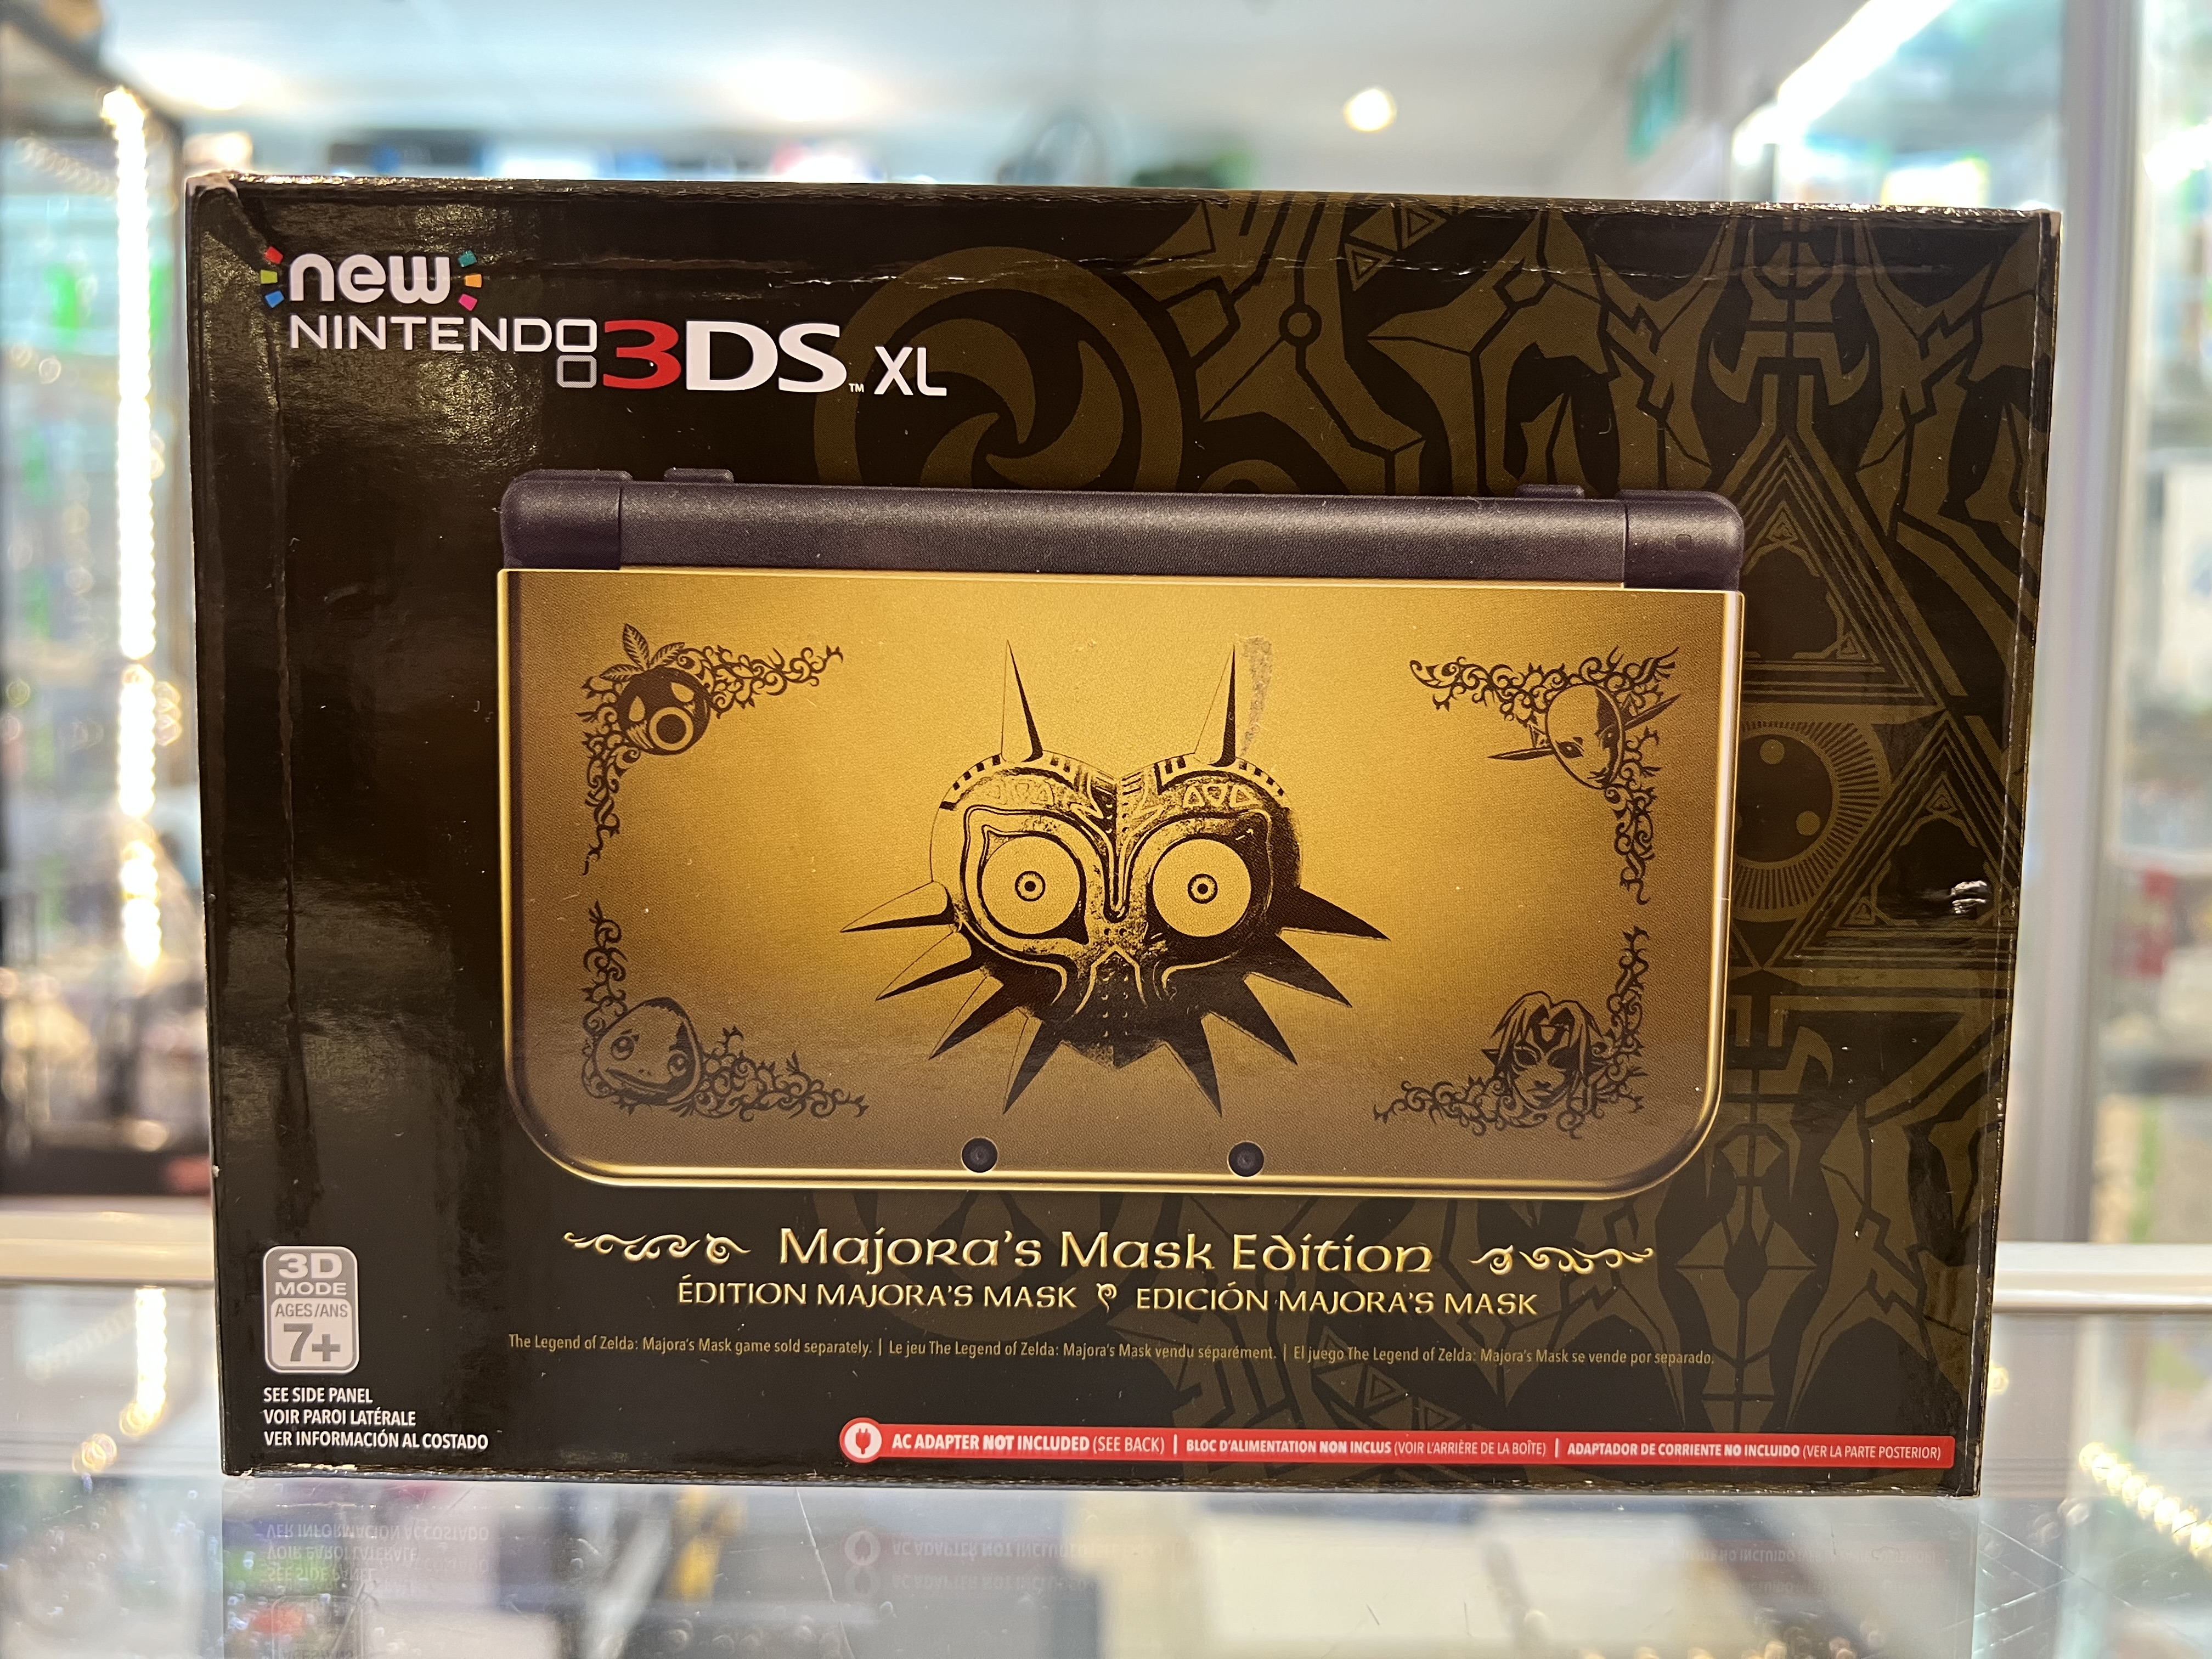 new
NINTENDO 3DS™ XL
Majora's Mask Edition
ÉDITION MAJORA'S MASK EDICIÓN MAJORA'S MASK
The Legend of Zelda: Majora's Mask game sold separately. | Le jeu The Legend of Zelda: Majora's Mask vendu séparément. | El juego The Legend of Zelda: Majora's Mask se vende por separado.
3D
MODE
AGES/ANS
7+
SEE SIDE PANEL
VOIR PAROI LATÉRALE
VER INFORMACIÓN AL COSTADO
AC ADAPTER NOT INCLUDED (SEE BACK) | BLOC D'ALIMENTATION NON INCLUS (VOIR L'ARRIÈRE DE LA BOÎTE) | ADAPTADOR DE CORRIENTE NO INCLUIDO (VER LA PARTE POSTERIOR)